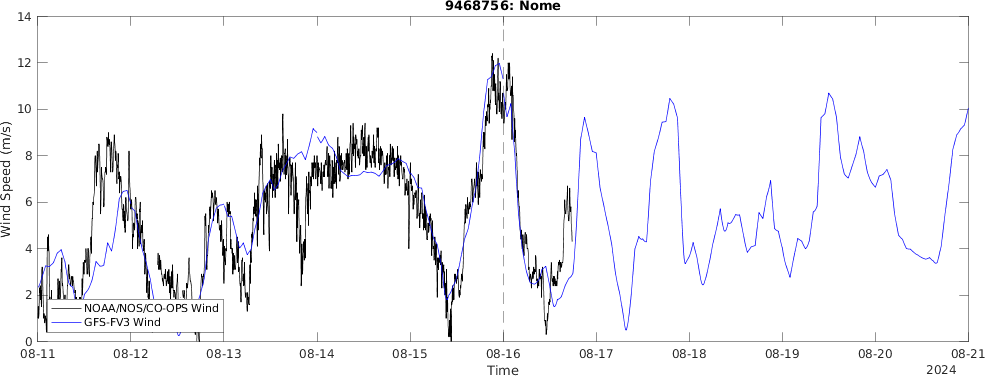 9468756: Nome
14
12
10
8
6
4
2
0
Wind Speed (m/s)
NOAA/NOS/CO-OPS Wind
GFS-FV3 Wind
08-11 08-12 08-13 08-14 08-15 08-16 08-17 08-18 08-19 08-20 08-21
Time
2024